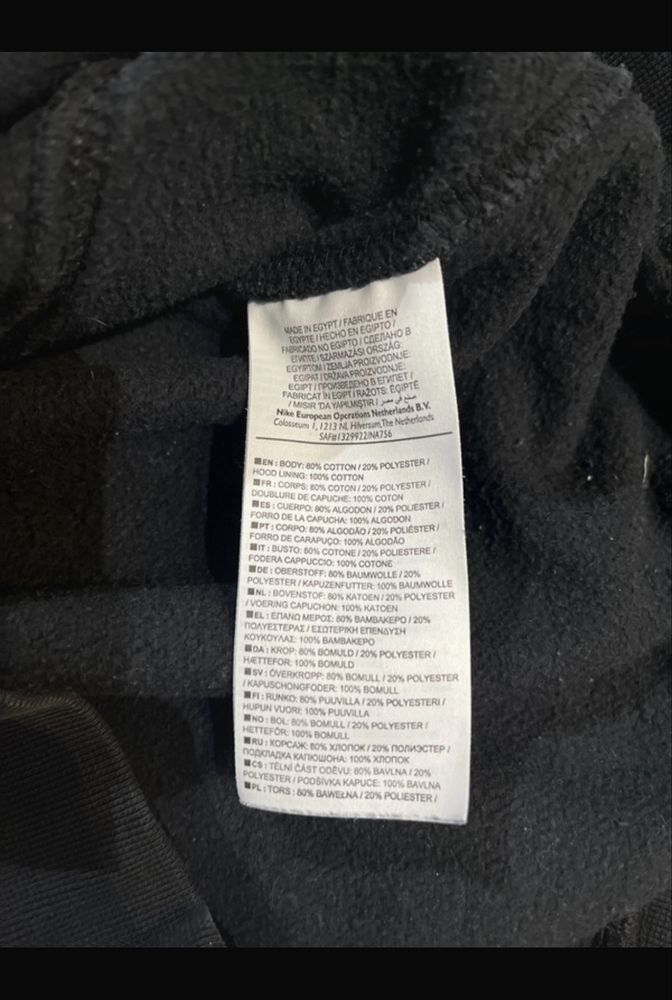 MADE IN EGYPT / FABRIQUE EN
EGYPTE / HECHO EN EGIPTO /
FABRICADO NO EGIPTO / СДЕЛАНО В
ЕГИПТЕ / SZÁRMAZÁSI ORSZÁG:
EGYIPTOM / ZEMLJA PROIZVODNJE:
EGIPAT / DRŽAVA PROIZVODNJE:
EGIPT / ПРОИЗВЕДЕНО В ЕГИПЕТ /
FABRICAT ÎN EGIPT / RAŽOTS: ĒĢIPTĒ
/ MISIR 'DA YAPILMIŞTIR / صنع في مصر
Nike European Operations Netherlands B.V.
Colosseum 1, 1213 NL Hilversum, The Netherlands
SAF#1329922/NA756
EN : BODY: 80% COTTON / 20% POLYESTER /
HOOD LINING: 100% COTTON
FR : CORPS: 80% COTON / 20% POLYESTER /
DOUBLURE DE CAPUCHE: 100% COTON
ES : CUERPO: 80% ALGODON / 20% POLIESTER /
FORRO DE LA CAPUCHA: 100% ALGODON
PT : CORPO: 80% ALGODÃO / 20% POLIÉSTER /
FORRO DE CARAPUÇO: 100% ALGODÃO
IT : BUSTO: 80% COTONE / 20% POLIESTERE /
FODERA CAPPUCCIO: 100% COTONE
DE : OBERSTOFF: 80% BAUMWOLLE / 20%
POLYESTER / KAPUZENFUTTER: 100% BAUMWOLLE
NL : BOVENSTOF: 80% KATOEN / 20% POLYESTER
/ VOERING CAPUCHON: 100% KATOEN
EL : ΕΠΑΝΩ ΜΕΡΟΣ: 80% ΒΑΜΒΑΚΕΡΟ / 20%
ΠΟΛΥΕΣΤΕΡΑΣ / ΕΣΩΤΕΡΙΚΗ ΕΠΕΝΔΥΣΗ
ΚΟΥΚΟΥΛΑΣ: 100% ΒΑΜΒΑΚΕΡΟ
DA : KROP: 80% BOMULD / 20% POLYESTER /
HÆTTEFOR: 100% BOMULD
SV : ÖVERKROPP: 80% BOMULL / 20% POLYESTER
/ KAPUSCHONGFODER: 100% BOMULL
FI : RUNKO: 80% PUUVILLA / 20% POLYESTERI /
HUPUN VUORI: 100% PUUVILLA
NO : BOL: 80% BOMULL / 20% POLYESTER /
HETTEFÔR: 100% BOMULL
RU : КОРСАЖ: 80% ХЛОПОК / 20% ПОЛИЭСТЕР /
ПОДКЛАДКА КАПЮШОНА: 100% ХЛОПОК
CS : TĚLNÍ ČÁST ODĚVU: 80% BAVLNA / 20%
POLYESTER / PODŠÍVKA KAPUCE: 100% BAVLNA
PL : TORS : 80% BAWEŁNA / 20% POLIESTER /